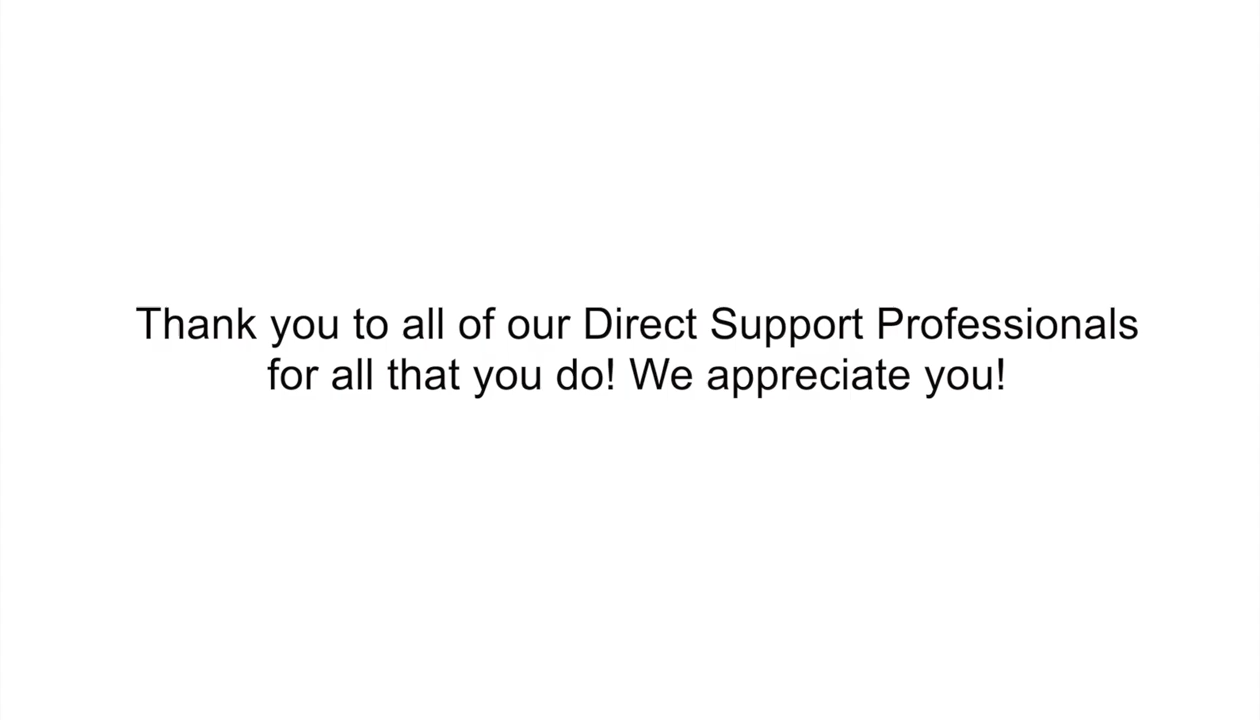 Thank you to all of our Direct Support Professionals
for all that you do! We appreciate you!